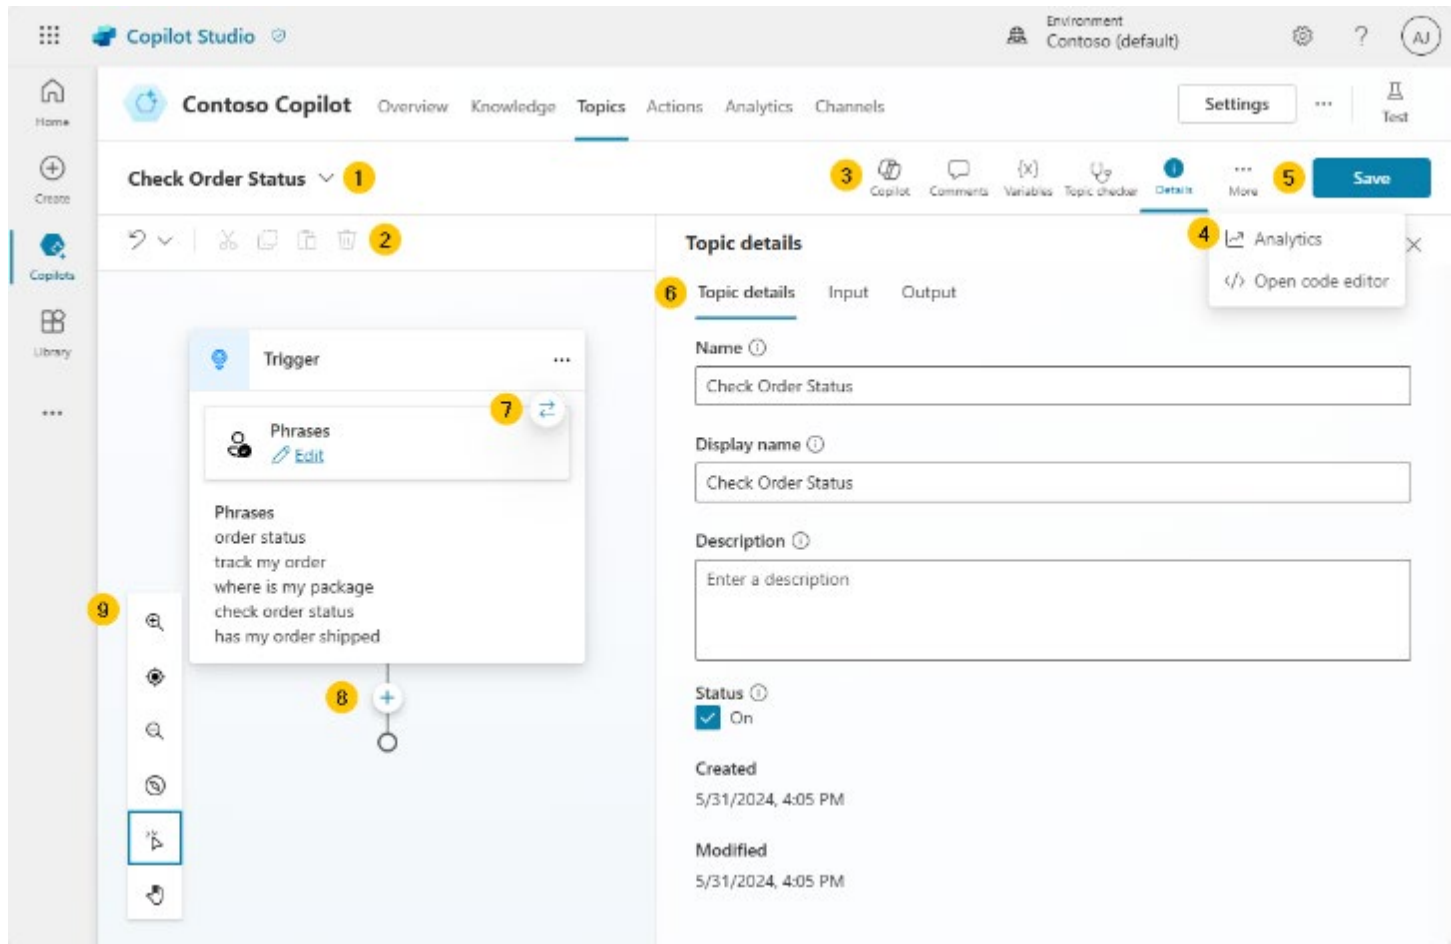 Copilot Studio
Environment
Contoso (default)
?
AJ
Home
Create
Copilots
Library
Contoso Copilot Overview Knowledge Topics Actions Analytics Channels
Settings
Test
Check Order Status 1
3 Copilot Comments {x} Variables Topic checker Details More 5 Save
2
4 Analytics
</> Open code editor
Trigger
7
Phrases
Edit
Phrases
order status
track my order
where is my package
check order status
has my order shipped
8
9
Topic details
6 Topic details Input Output
Name
Check Order Status
Display name
Check Order Status
Description
Enter a description
Status
On
Created
5/31/2024, 4:05 PM
Modified
5/31/2024, 4:05 PM